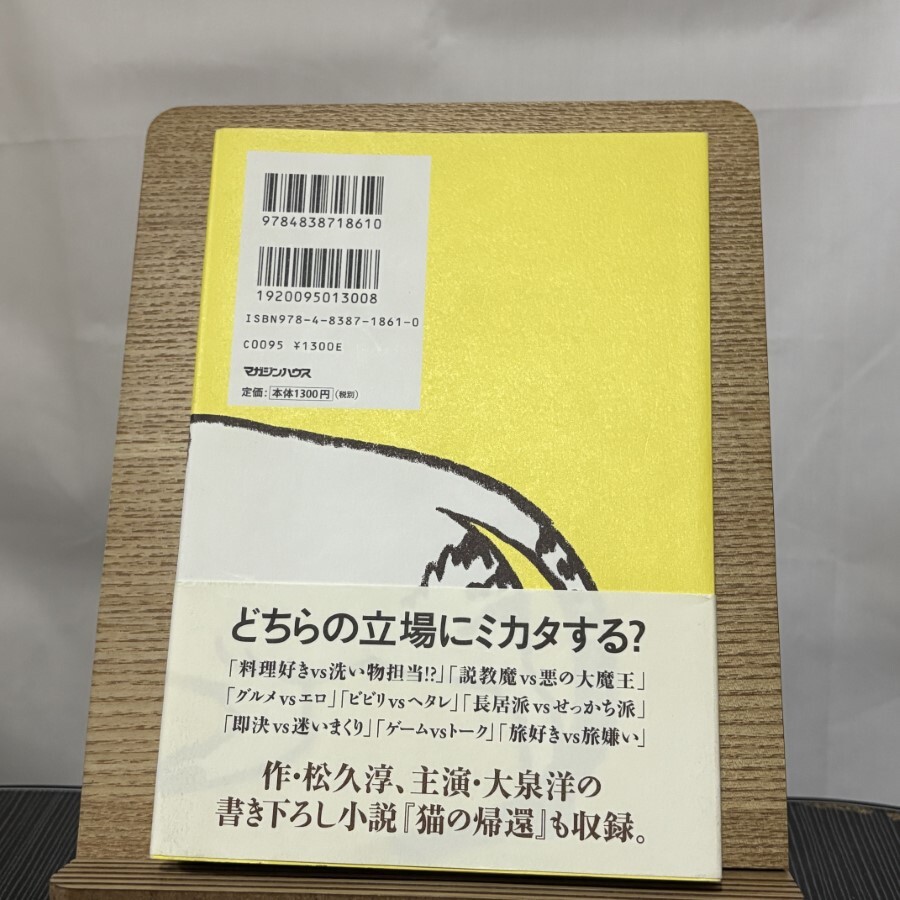 9784838718610
1920095013008
ISBN978-4-8387-1861-0
C0095 ¥1300E
マガジンハウス
定価：本体1300円（税別）
どちらの立場にミカタする?
「料理好きvs洗い物担当!?」「説教魔vs悪の大魔王」
「グルメvsエロ」「ビビリvsヘタレ」「長居派vsせっかち派」
「即決vs迷いまくり」「ゲームvsトーク」「旅好きvs旅嫌い」
作・松久淳、主演・大泉洋の
書き下ろし小説『猫の帰還』も収録。